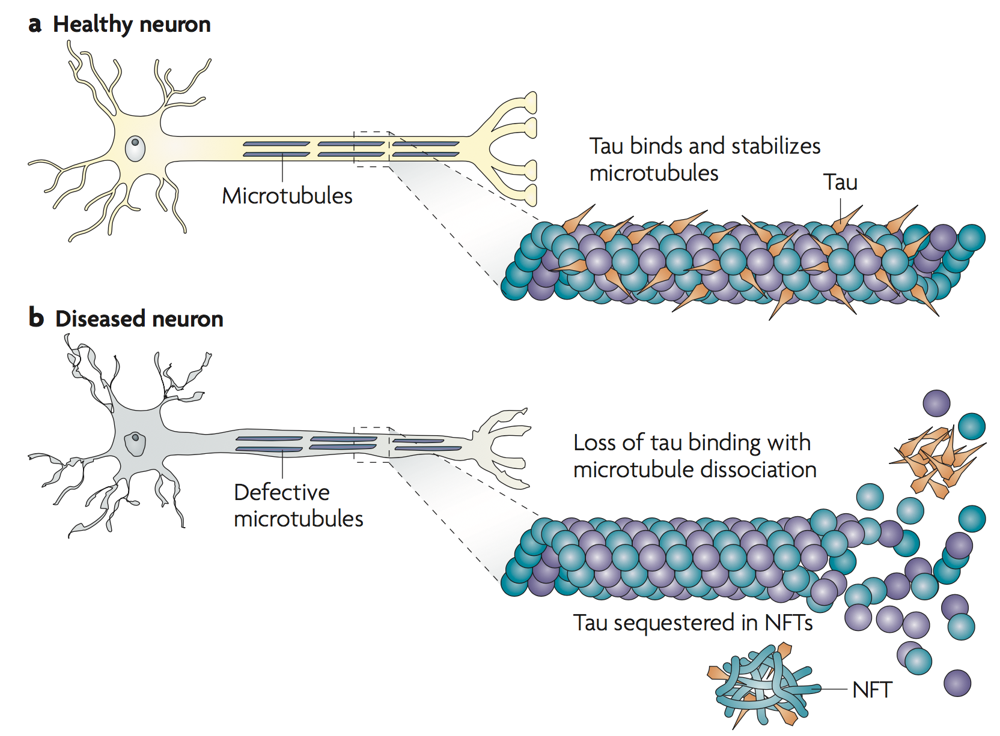 a Healthy neuron
Microtubules
Tau binds and stabilizes
microtubules
Tau
b Diseased neuron
Defective
microtubules
Loss of tau binding with
microtubule dissociation
Tau sequestered in NFTs
NFT